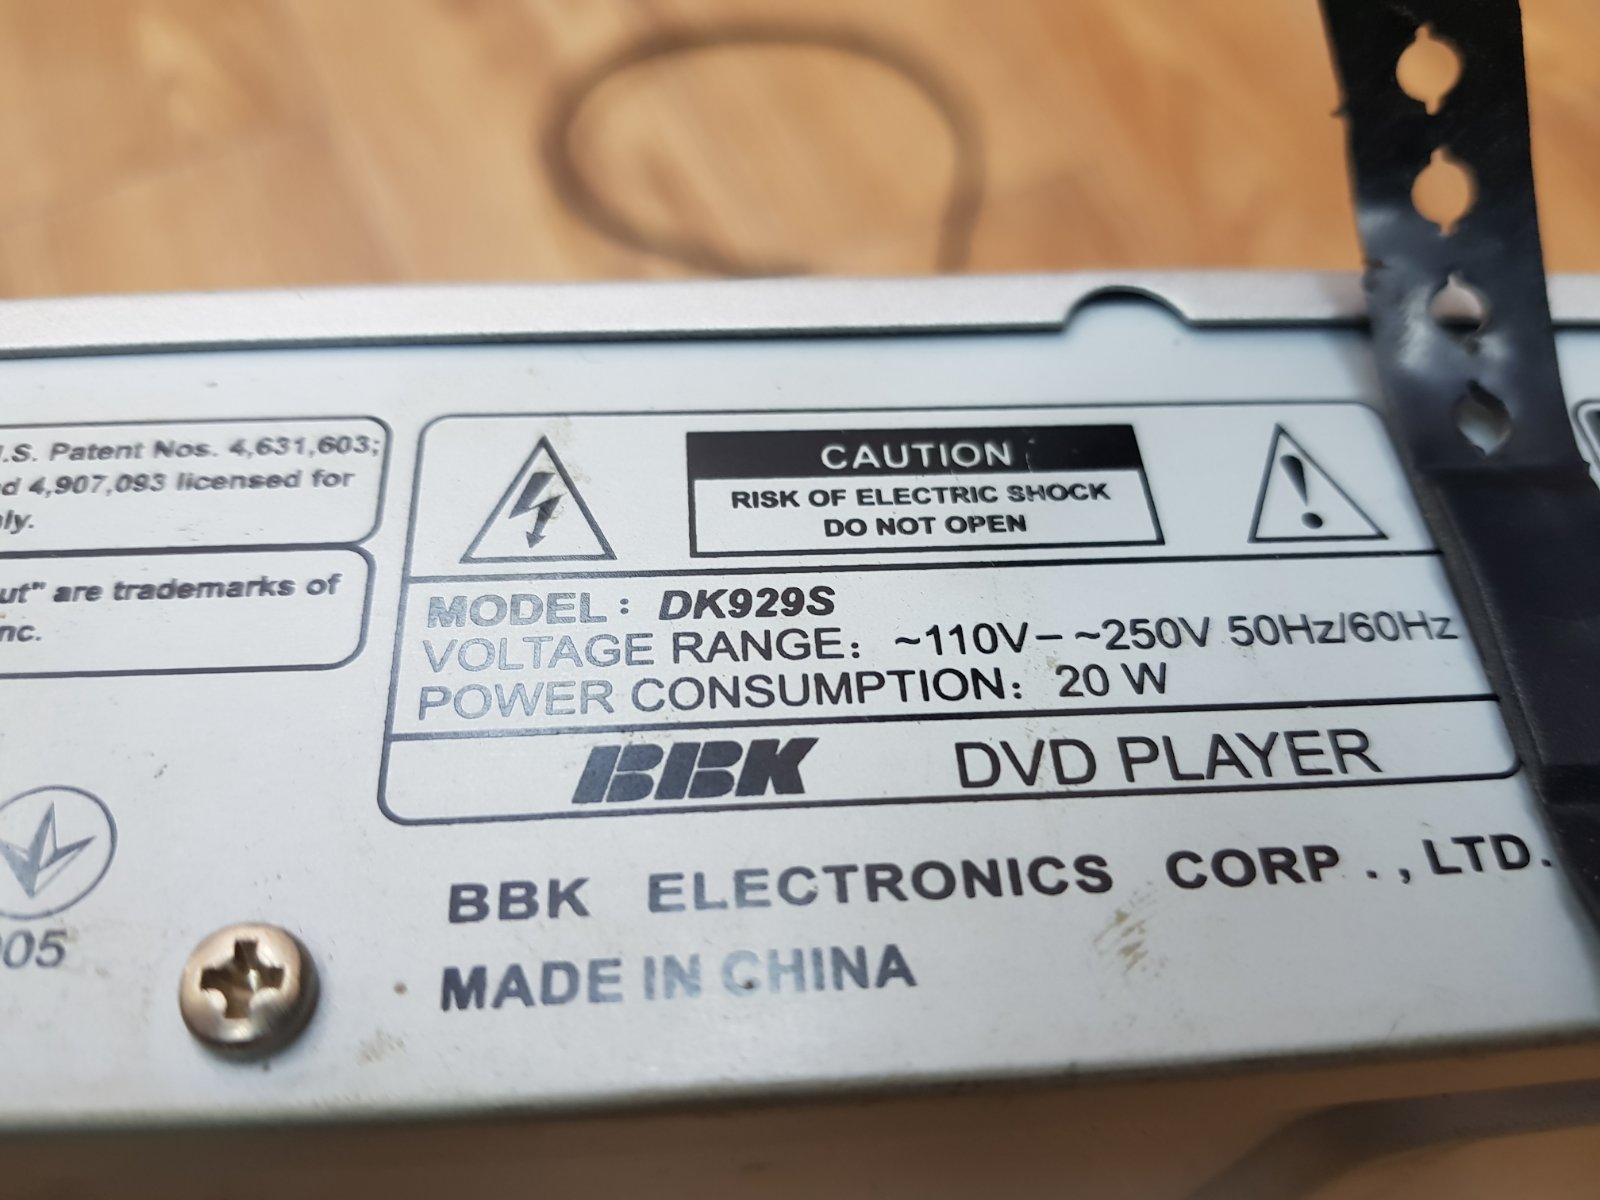 .S. Patent Nos. 4,631,603;
d 4,907,093 licensed for
ly.
ut" are trademarks of
nc.
05
CAUTION
RISK OF ELECTRIC SHOCK
DO NOT OPEN
MODEL: DK929S
VOLTAGE RANGE: ~110V– ~250V 50Hz/60Hz
POWER CONSUMPTION: 20 W
BBK DVD PLAYER
BBK ELECTRONICS CORP.,LTD.
MADE IN CHINA